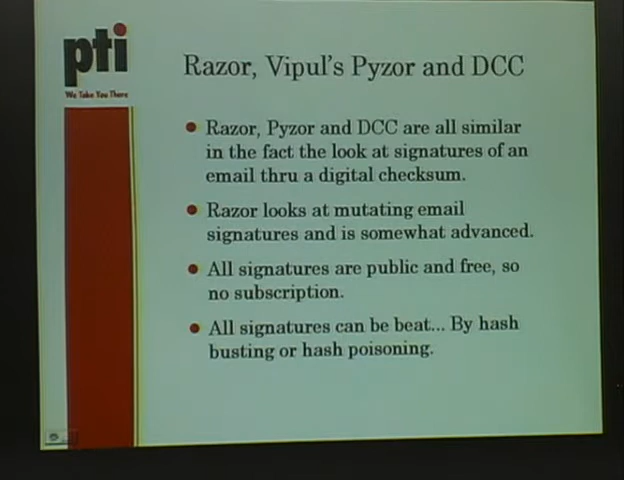 pti
We Take You There
Razor, Vipul's Pyzor and DCC
Razor, Pyzor and DCC are all similar
in the fact the look at signatures of an
email thru a digital checksum.
Razor looks at mutating email
signatures and is somewhat advanced.
All signatures are public and free, so
no subscription.
All signatures can be beat... By hash
busting or hash poisoning.